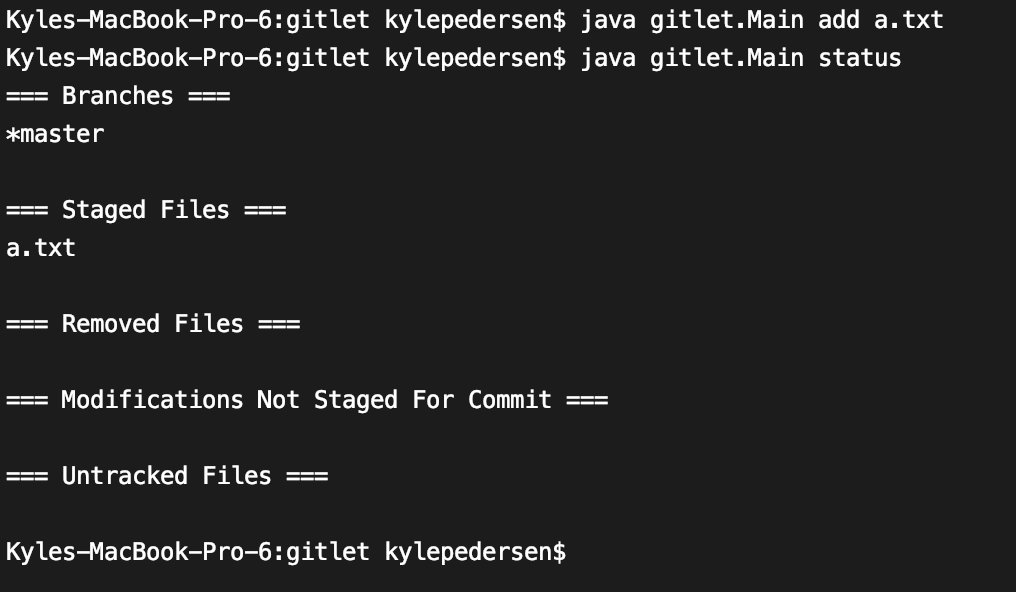 Kyles-MacBook-Pro-6:gitlet kylepedersen$ java gitlet.Main add a.txt
Kyles-MacBook-Pro-6:gitlet kylepedersen$ java gitlet.Main status
=== Branches ===
*master
=== Staged Files ===
a.txt
=== Removed Files ===
=== Modifications Not Staged For Commit ===
=== Untracked Files ===
Kyles-MacBook-Pro-6:gitlet kylepedersen$